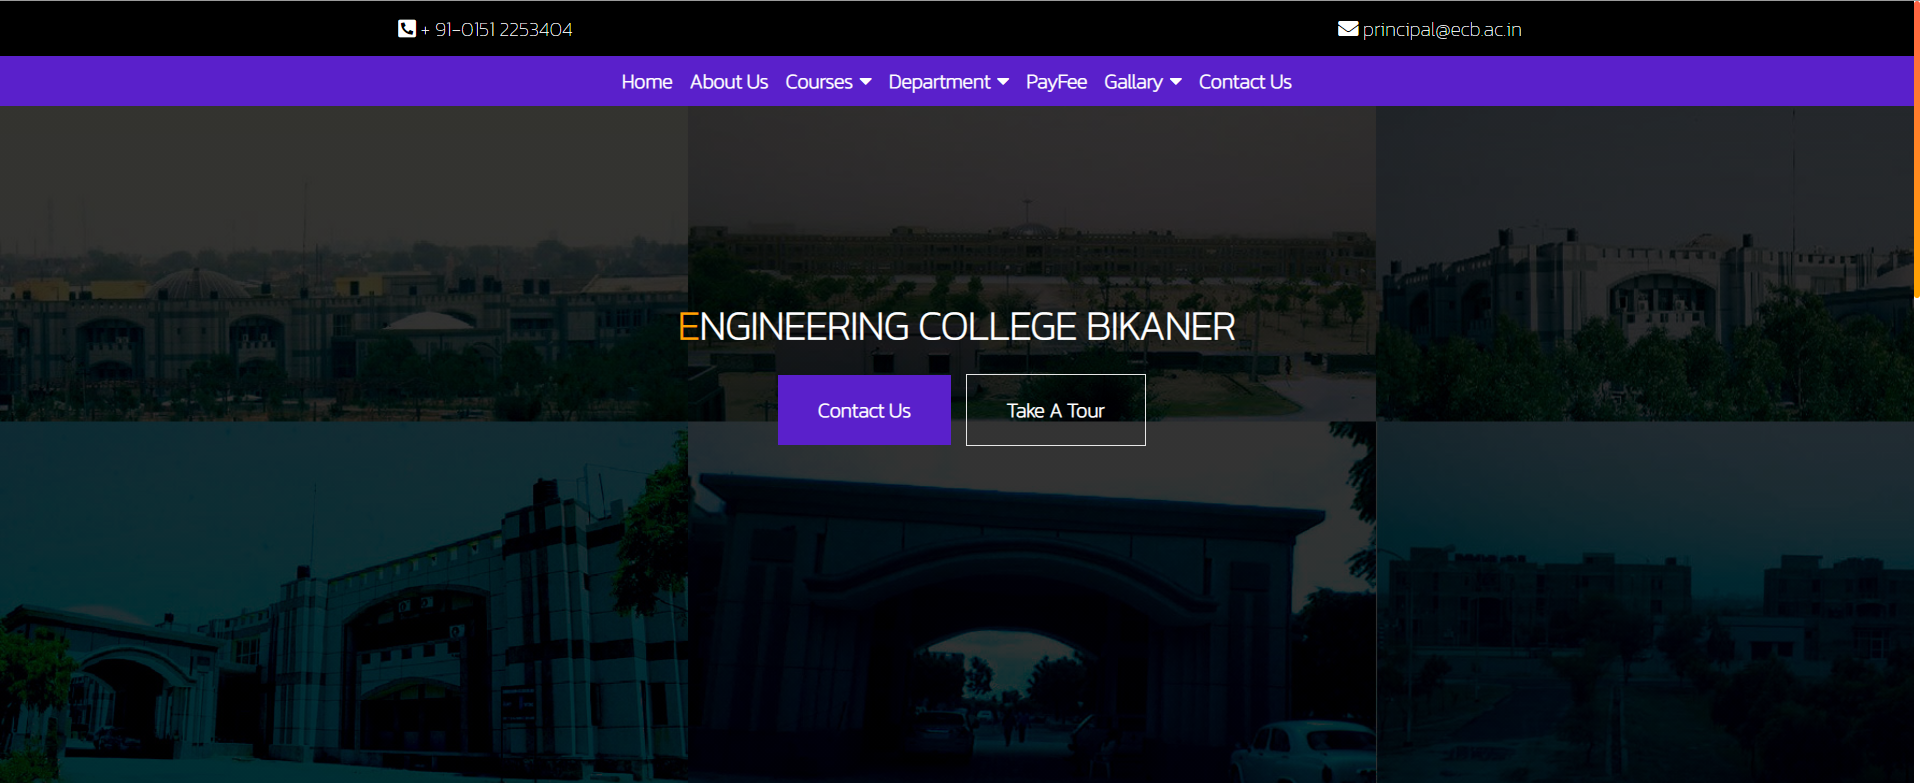 + 91-0151 2253404
principal@ecb.ac.in
Home About Us Courses Department PayFee Gallary Contact Us
ENGINEERING COLLEGE BIKANER
Contact Us
Take A Tour